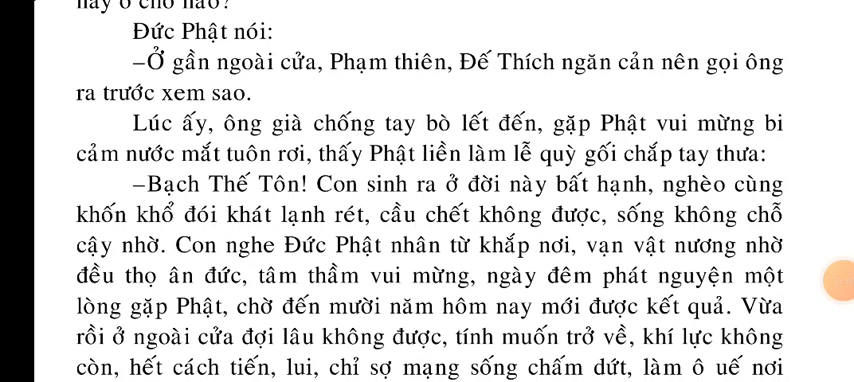 này ở chỗ nào?
Đức Phật nói:
–Ở gần ngoài cửa, Phạm thiên, Đế Thích ngăn cản nên gọi ông
ra trước xem sao.
Lúc ấy, ông già chống tay bò lết đến, gặp Phật vui mừng bi
cảm nước mắt tuôn rơi, thấy Phật liền làm lễ quỳ gối chắp tay thưa:
–Bạch Thế Tôn! Con sinh ra ở đời này bất hạnh, nghèo cùng
khốn khổ đói khát lạnh rét, cầu chết không được, sống không chỗ
cậy nhờ. Con nghe Đức Phật nhân từ khắp nơi, vạn vật nương nhờ
đều thọ ân đức, tâm thầm vui mừng, ngày đêm phát nguyện một
lòng gặp Phật, chờ đến mười năm hôm nay mới được kết quả. Vừa
rồi ở ngoài cửa đợi lâu không được, tính muốn trở về, khí lực không
còn, hết cách tiến, lui, chỉ sợ mạng sống chấm dứt, làm ô uế nơi